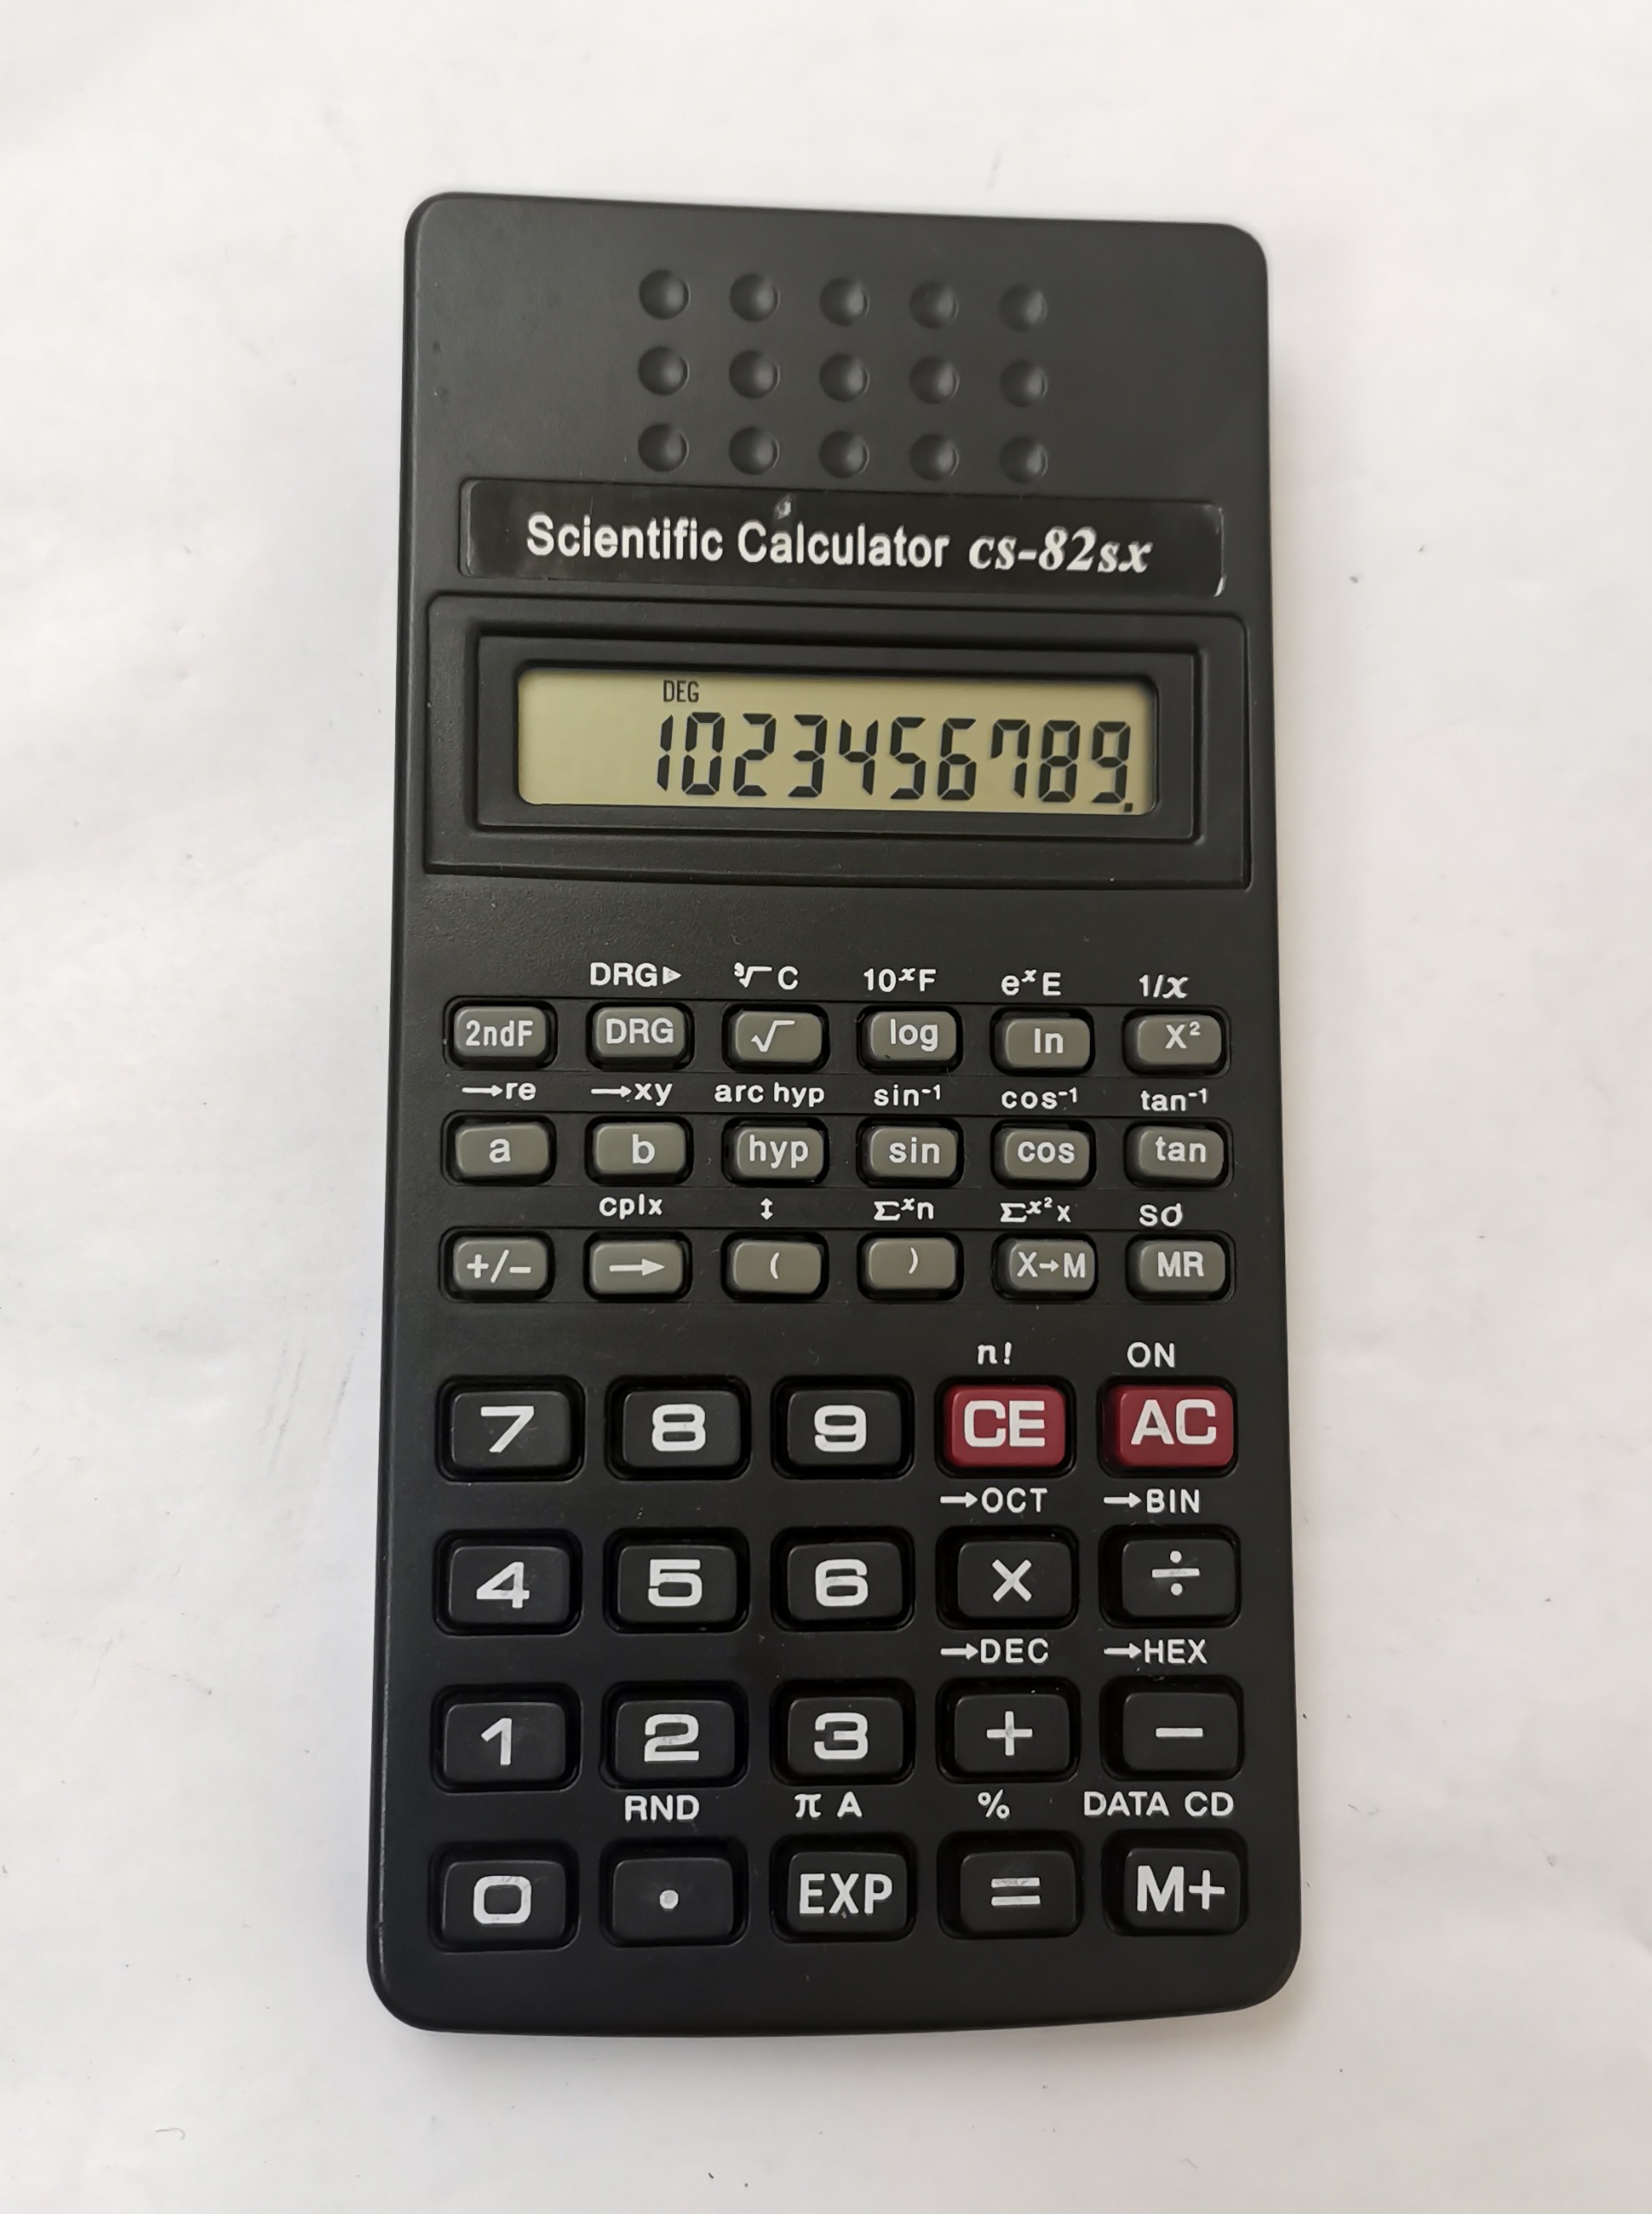 Scientific Calculator cs-82sx
DEG
1023456789.
DRG▶ ³√ C 10ˣF eˣE 1/x
2ndF DRG √ log ln X²
→re →xy arc hyp sin⁻¹ cos⁻¹ tan⁻¹
a b hyp sin cos tan
cplx ↕ Σˣn Σx²x Sσ
+/− → ( ) X→M MR
n! ON
7 8 9 CE AC
→OCT →BIN
4 5 6 × ÷
→DEC →HEX
1 2 3 + −
RND π A % DATA CD
0 • EXP = M+